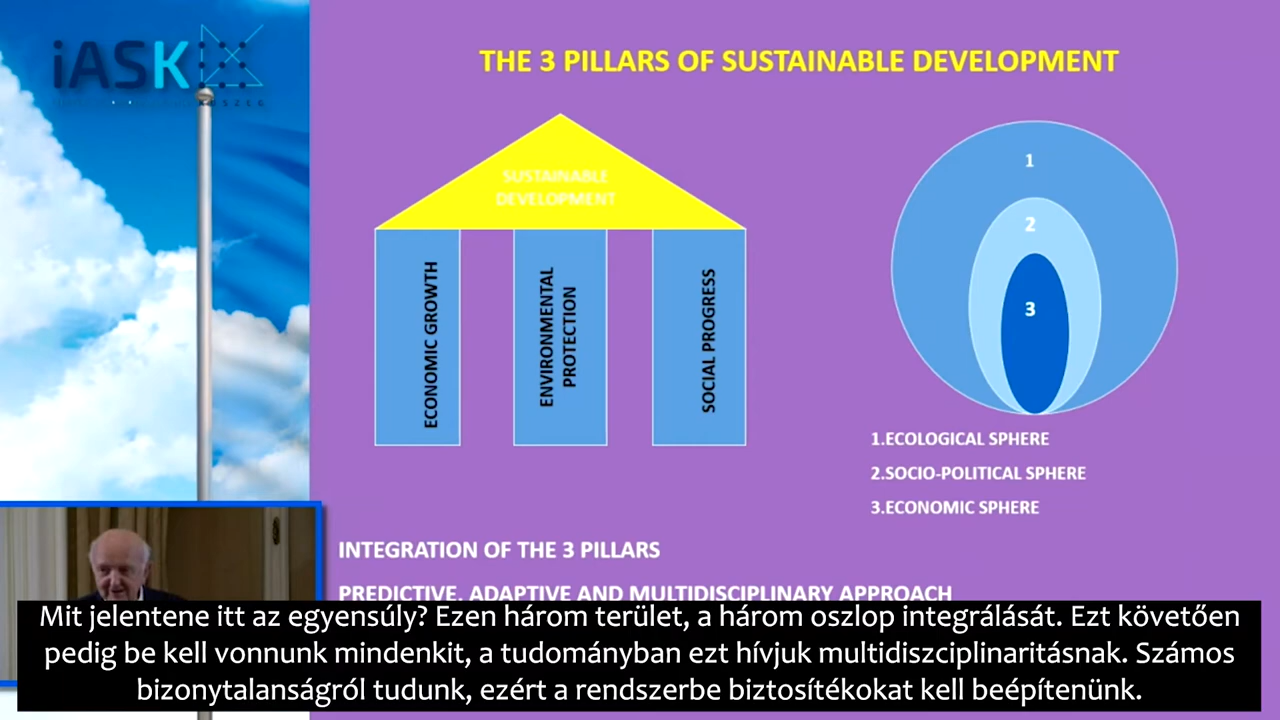 iASK
KŐSZEG
THE 3 PILLARS OF SUSTAINABLE DEVELOPMENT
SUSTAINABLE
DEVELOPMENT
ECONOMIC GROWTH
ENVIRONMENTAL
PROTECTION
SOCIAL PROGRESS
1
2
3
1.ECOLOGICAL SPHERE
2.SOCIO-POLITICAL SPHERE
3.ECONOMIC SPHERE
INTEGRATION OF THE 3 PILLARS
PREDICTIVE, ADAPTIVE AND MULTIDISCIPLINARY APPROACH
Mit jelentene itt az egyensúly? Ezen három terület, a három oszlop integrálását. Ezt követően
pedig be kell vonnunk mindenkit, a tudományban ezt hívjuk multidiszciplinaritásnak. Számos
bizonytalanságról tudunk, ezért a rendszerbe biztosítékokat kell beépítenünk.